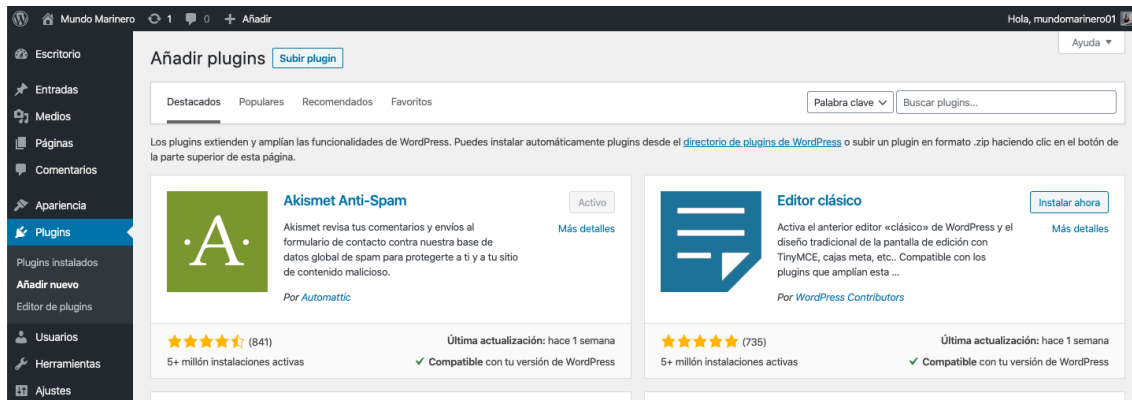 Mundo Marinero 1 0 + Añadir Hola, mundomarinero01
Escritorio
Entradas
Medios
Páginas
Comentarios
Apariencia
Plugins
Plugins instalados
Añadir nuevo
Editor de plugins
Usuarios
Herramientas
Ajustes
Ayuda
Añadir plugins Subir plugin
Destacados Populares Recomendados Favoritos Palabra clave Buscar plugins...
Los plugins extienden y amplían las funcionalidades de WordPress. Puedes instalar automáticamente plugins desde el directorio de plugins de WordPress o subir un plugin en formato .zip haciendo clic en el botón de
la parte superior de esta página.
·A·
Akismet Anti-Spam Activo
Más detalles
Akismet revisa tus comentarios y envíos al
formulario de contacto contra nuestra base de
datos global de spam para protegerte a ti y a tu sitio
de contenido malicioso.
Por Automattic
(841) Última actualización: hace 1 semana
5+ millón instalaciones activas Compatible con tu versión de WordPress
Editor clásico Instalar ahora
Más detalles
Activa el anterior editor «clásico» de WordPress y el
diseño tradicional de la pantalla de edición con
TinyMCE, cajas meta, etc.. Compatible con los
plugins que amplían esta ...
Por WordPress Contributors
(735) Última actualización: hace 1 semana
5+ millón instalaciones activas Compatible con tu versión de WordPress